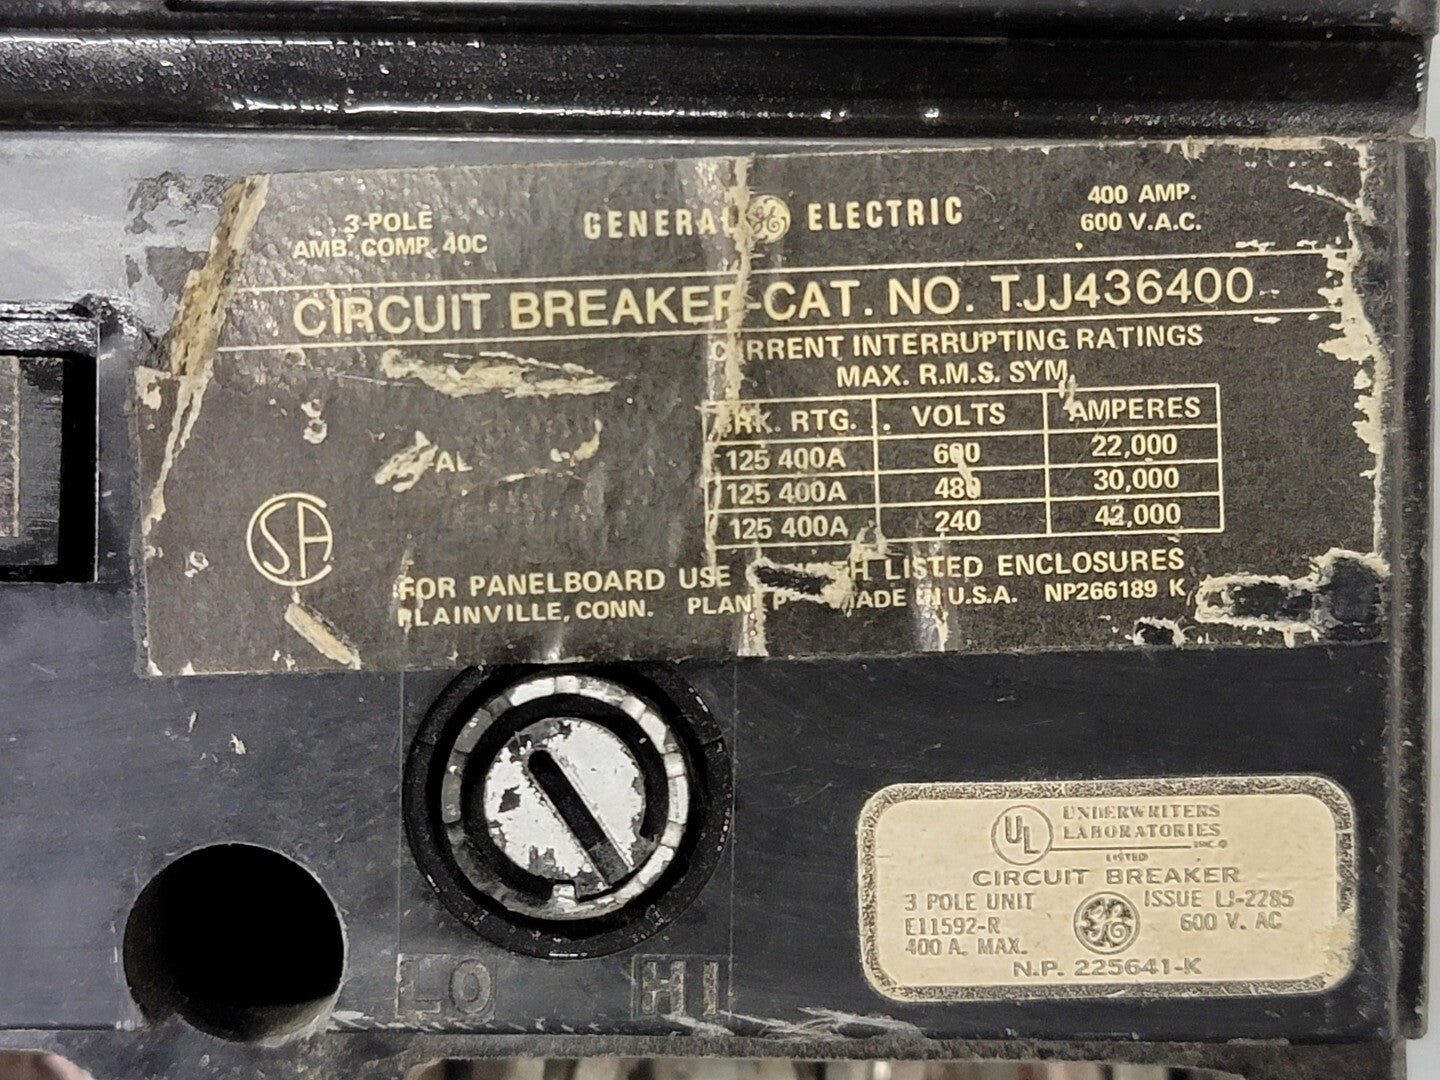 3-POLE
AMB. COMP. 40C
GENERAL GE ELECTRIC
400 AMP.
600 V.A.C.
CIRCUIT BREAKER CAT. NO. TJJ436400
CURRENT INTERRUPTING RATINGS
MAX. R.M.S. SYM.
BRK. RTG. VOLTS AMPERES
125 400A 600 22,000
125 400A 480 30,000
125 400A 240 42,000
AL
SA
FOR PANELBOARD USE LISTED ENCLOSURES
PLAINVILLE, CONN. PLANT MADE IN U.S.A. NP266189 K
LO HI
UL UNDERWRITERS
LABORATORIES
INC.®
LISTED
CIRCUIT BREAKER
3 POLE UNIT GE ISSUE LJ-2285
E11592-R 600 V. AC
400 A. MAX.
N.P. 225641-K